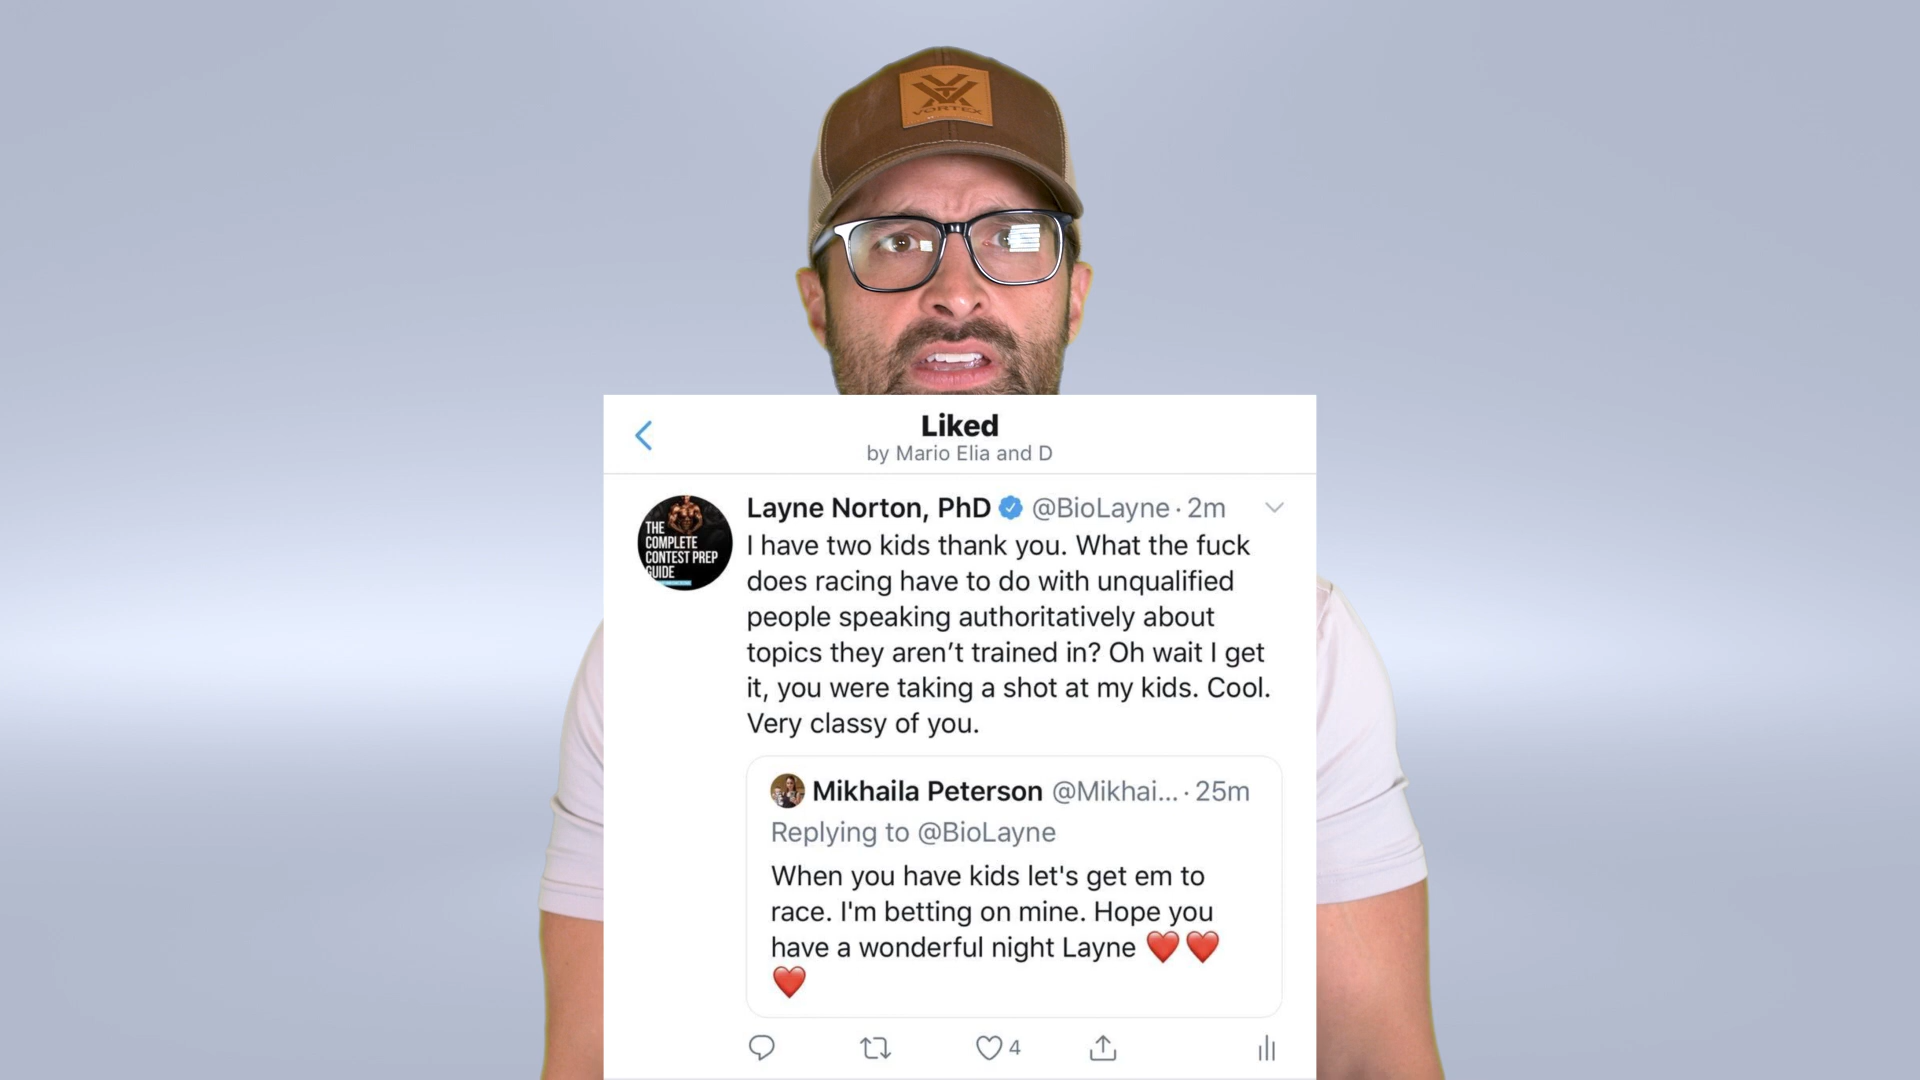 VORTEX
Liked
by Mario Elia and D
Layne Norton, PhD @BioLayne · 2m
THE
COMPLETE
CONTEST PREP
GUIDE
I have two kids thank you. What the fuck
does racing have to do with unqualified
people speaking authoritatively about
topics they aren’t trained in? Oh wait I get
it, you were taking a shot at my kids. Cool.
Very classy of you.
Mikhaila Peterson @Mikhai... · 25m
Replying to @BioLayne
When you have kids let's get em to
race. I'm betting on mine. Hope you
have a wonderful night Layne ❤️❤️
❤️
4